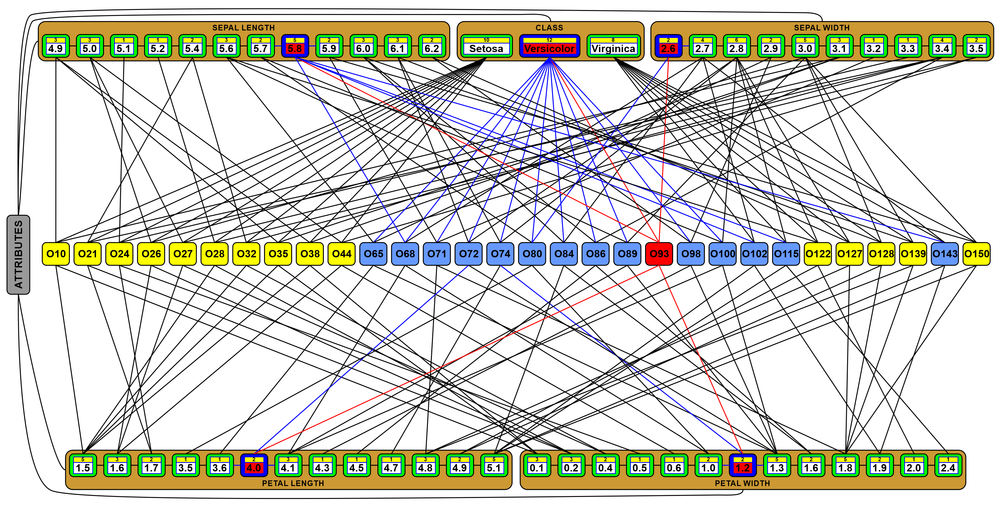 SEPAL LENGTH
CLASS
SEPAL WIDTH
3 3 1 1 2 3 2 5 2 3 3 2
4.9 5.0 5.1 5.2 5.4 5.6 5.7 5.8 5.9 6.0 6.1 6.2
10 12 8
Setosa Versicolor Virginica
2 4 6 2 5 3 1 1 4 2
2.6 2.7 2.8 2.9 3.0 3.1 3.2 3.3 3.4 3.5
ATTRIBUTES
O10 O21 O24 O26 O27 O28 O32 O35 O38 O44 O65 O68 O71 O72 O74 O80 O84 O86 O89 O93 O98 O100 O102 O115 O122 O127 O128 O139 O143 O150
5 3 2 1 1 2 3 1 1 1 3 2 5
1.5 1.6 1.7 3.5 3.6 4.0 4.1 4.3 4.5 4.7 4.8 4.9 5.1
PETAL LENGTH
3 3 2 1 1 2 2 5 2 5 2 1 1
0.1 0.2 0.4 0.5 0.6 1.0 1.2 1.3 1.6 1.8 1.9 2.0 2.4
PETAL WIDTH